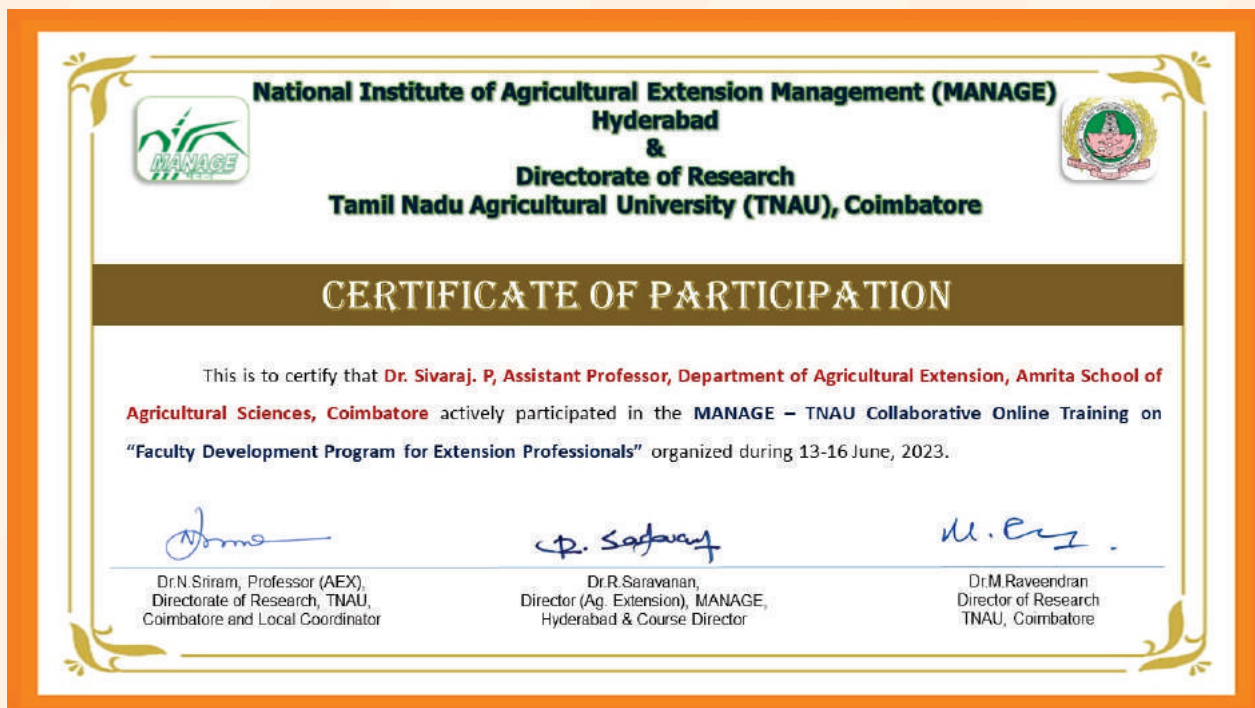 National Institute of Agricultural Extension Management (MANAGE)
Hyderabad
&
Directorate of Research
Tamil Nadu Agricultural University (TNAU), Coimbatore
MANAGE
CERTIFICATE OF PARTICIPATION
This is to certify that Dr. Sivaraj. P, Assistant Professor, Department of Agricultural Extension, Amrita School of
Agricultural Sciences, Coimbatore actively participated in the MANAGE – TNAU Collaborative Online Training on
“Faculty Development Program for Extension Professionals” organized during 13-16 June, 2023.
Dr.N.Sriram, Professor (AEX),
Directorate of Research, TNAU,
Coimbatore and Local Coordinator
Dr.R.Saravanan,
Director (Ag. Extension), MANAGE,
Hyderabad & Course Director
Dr.M.Raveendran
Director of Research
TNAU, Coimbatore